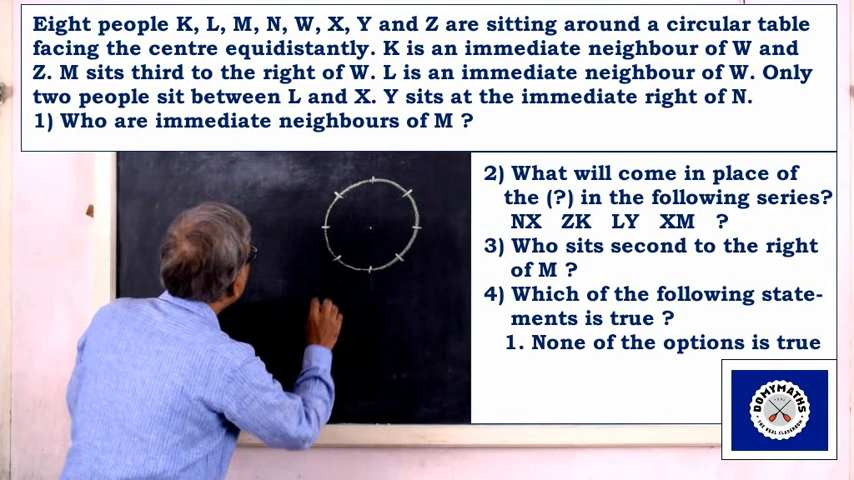 Eight people K, L, M, N, W, X, Y and Z are sitting around a circular table
facing the centre equidistantly. K is an immediate neighbour of W and
Z. M sits third to the right of W. L is an immediate neighbour of W. Only
two people sit between L and X. Y sits at the immediate right of N.
1) Who are immediate neighbours of M ?
2) What will come in place of
the (?) in the following series?
NX ZK LY XM ?
3) Who sits second to the right
of M ?
4) Which of the following state-
ments is true ?
1. None of the options is true
DOMYMATHS
THE REAL CLASSROOM